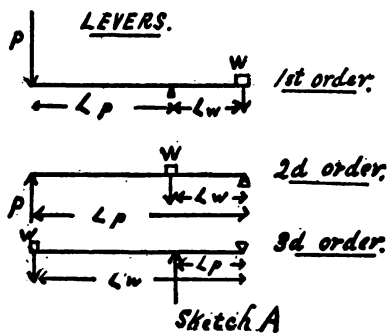 LEVERS.
P
W
1st order.
Lp Lw
W
2d order.
Lw
P
Lp
W
3d order.
Lp
Lw
Sketch A